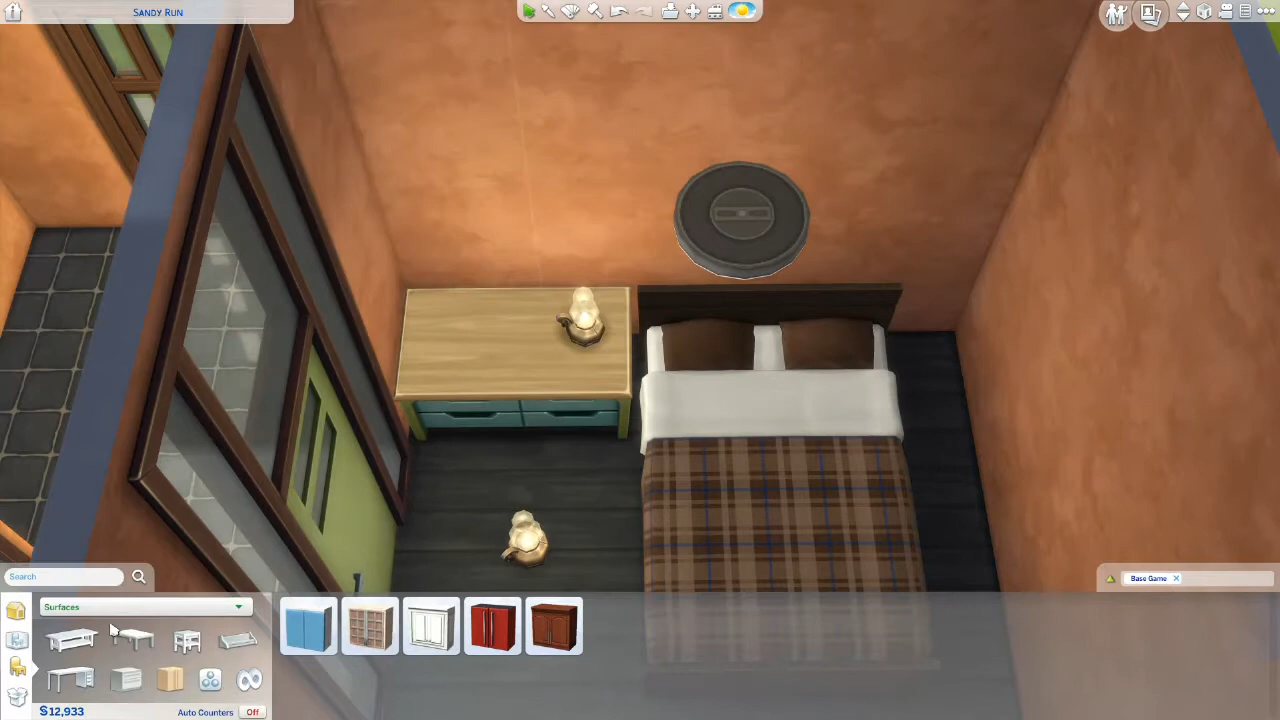 SANDY RUN
Search
Base Game
Surfaces
§12,933
Auto Counters Off